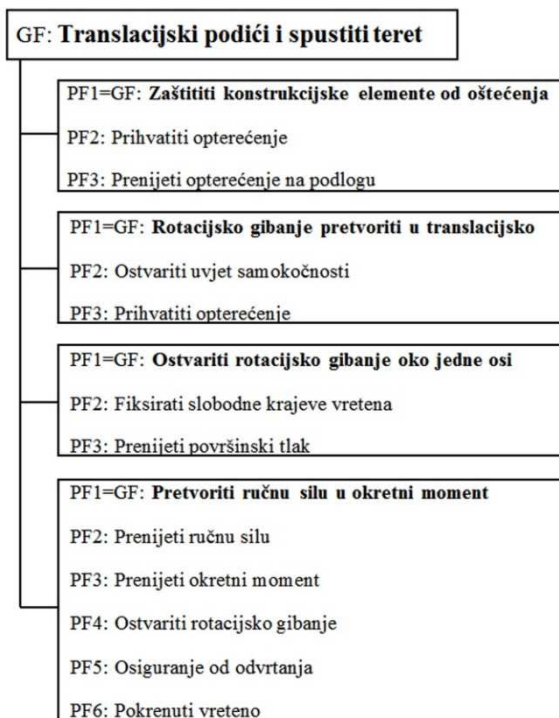 GF: Translacijski podići i spustiti teret
PF1=GF: Zaštititi konstrukcijske elemente od oštećenja
PF2: Prihvatiti opterećenje
PF3: Prenijeti opterećenje na podlogu
PF1=GF: Rotacijsko gibanje pretvoriti u translacijsko
PF2: Ostvariti uvjet samokočnosti
PF3: Prihvatiti opterećenje
PF1=GF: Ostvariti rotacijsko gibanje oko jedne osi
PF2: Fiksirati slobodne krajeve vretena
PF3: Prenijeti površinski tlak
PF1=GF: Pretvoriti ručnu silu u okretni moment
PF2: Prenijeti ručnu silu
PF3: Prenijeti okretni moment
PF4: Ostvariti rotacijsko gibanje
PF5: Osiguranje od odvrtanja
PF6: Pokrenuti vreteno